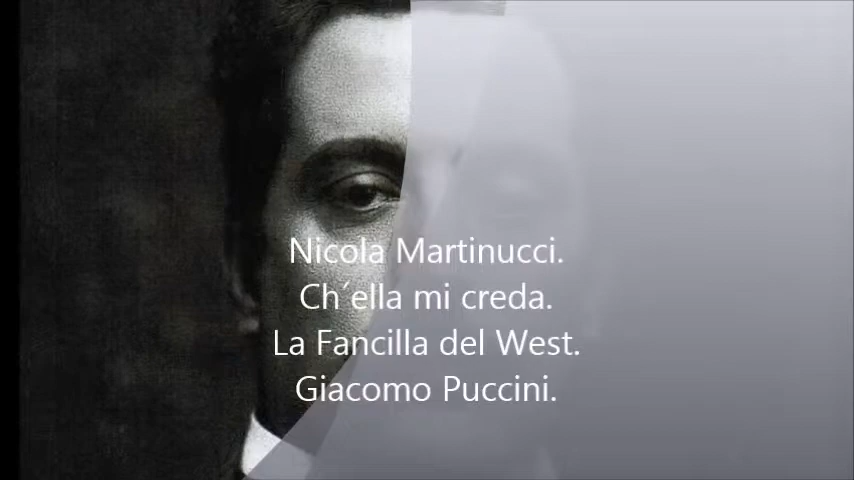 Nicola Martinucci.
Ch´ella mi creda.
La Fancilla del West.
Giacomo Puccini.